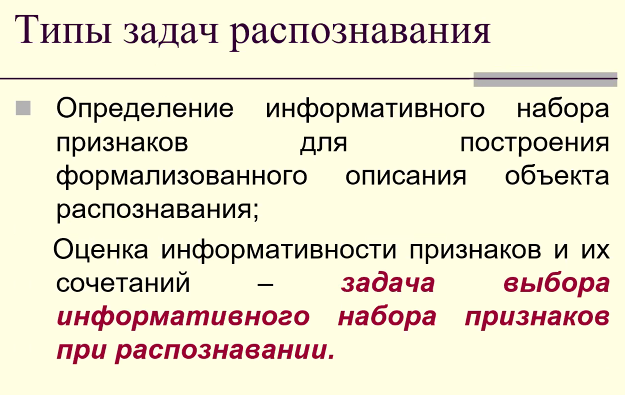 Типы задач распознавания
Определение информативного набора
признаков для построения
формализованного описания объекта
распознавания;
Оценка информативности признаков и их
сочетаний – задача выбора
информативного набора признаков
при распознавании.